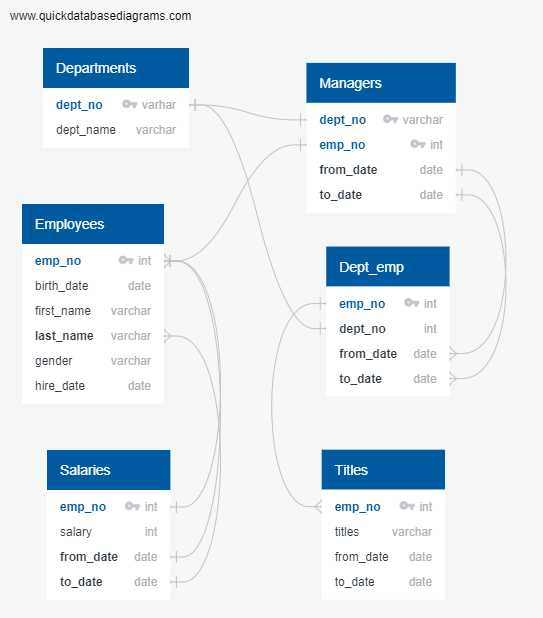 www.quickdatabasediagrams.com
Departments
dept_no varhar
dept_name varchar
Managers
dept_no varchar
emp_no int
from_date date
to_date date
Employees
emp_no int
birth_date date
first_name varchar
last_name varchar
gender varchar
hire_date date
Dept_emp
emp_no int
dept_no int
from_date date
to_date date
Salaries
emp_no int
salary int
from_date date
to_date date
Titles
emp_no int
titles varchar
from_date date
to_date date